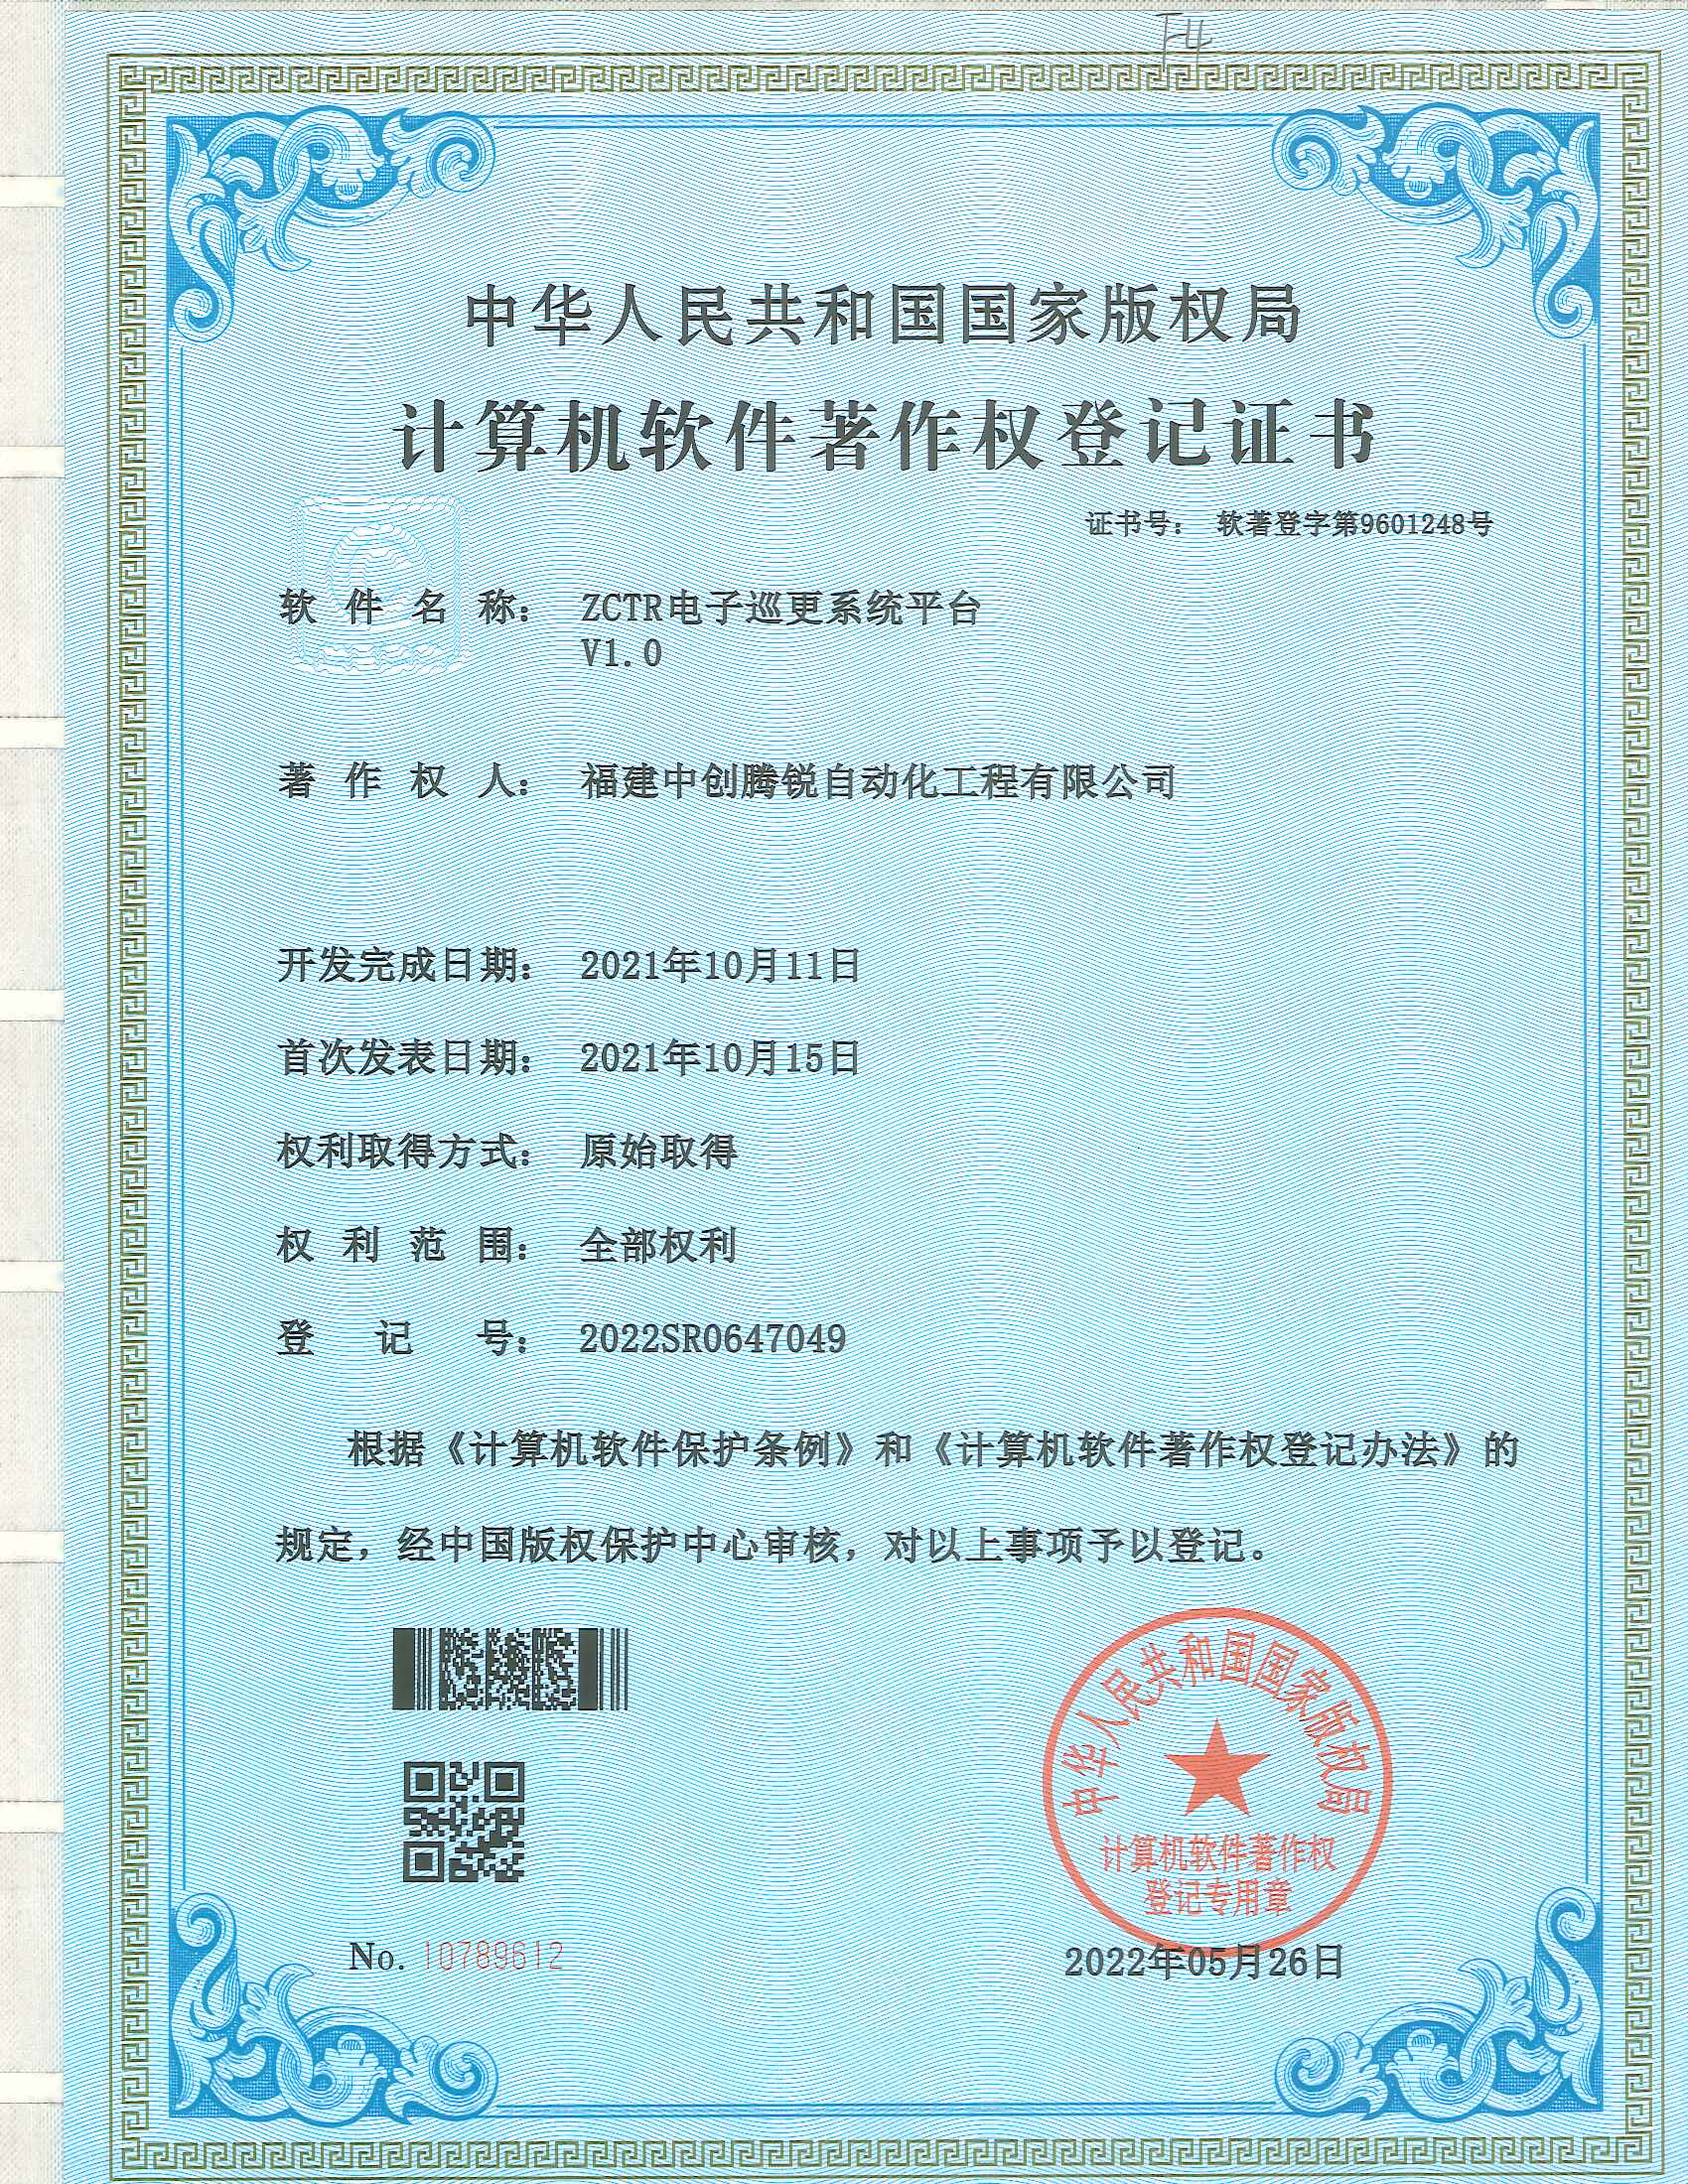 F4
中华人民共和国国家版权局
计算机软件著作权登记证书
证书号： 软著登字第9601248号
软件名称： ZCTR电子巡更系统平台
V1.0
著作权人： 福建中创腾锐自动化工程有限公司
开发完成日期： 2021年10月11日
首次发表日期： 2021年10月15日
权利取得方式： 原始取得
权利范围： 全部权利
登记号： 2022SR0647049
根据《计算机软件保护条例》和《计算机软件著作权登记办法》的
规定，经中国版权保护中心审核，对以上事项予以登记。
中华人民共和国国家版权局
计算机软件著作权
登记专用章
No. 10789612
2022年05月26日